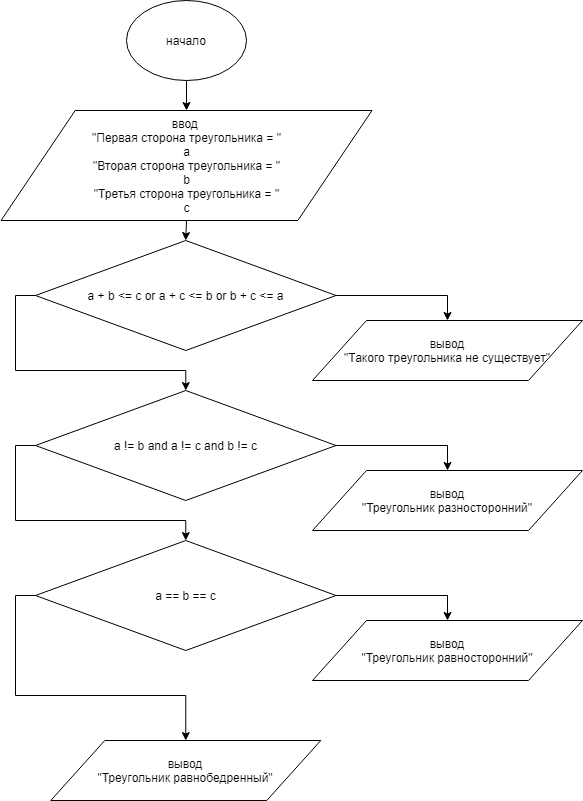 начало
ввод
"Первая сторона треугольника = "
a
"Вторая сторона треугольника = "
b
"Третья сторона треугольника = "
c
a + b <= c or a + c <= b or b + c <= a
вывод
"Такого треугольника не существует"
a != b and a != c and b != c
вывод
"Треугольник разносторонний"
a == b == c
вывод
"Треугольник равносторонний"
вывод
"Треугольник равнобедренный"